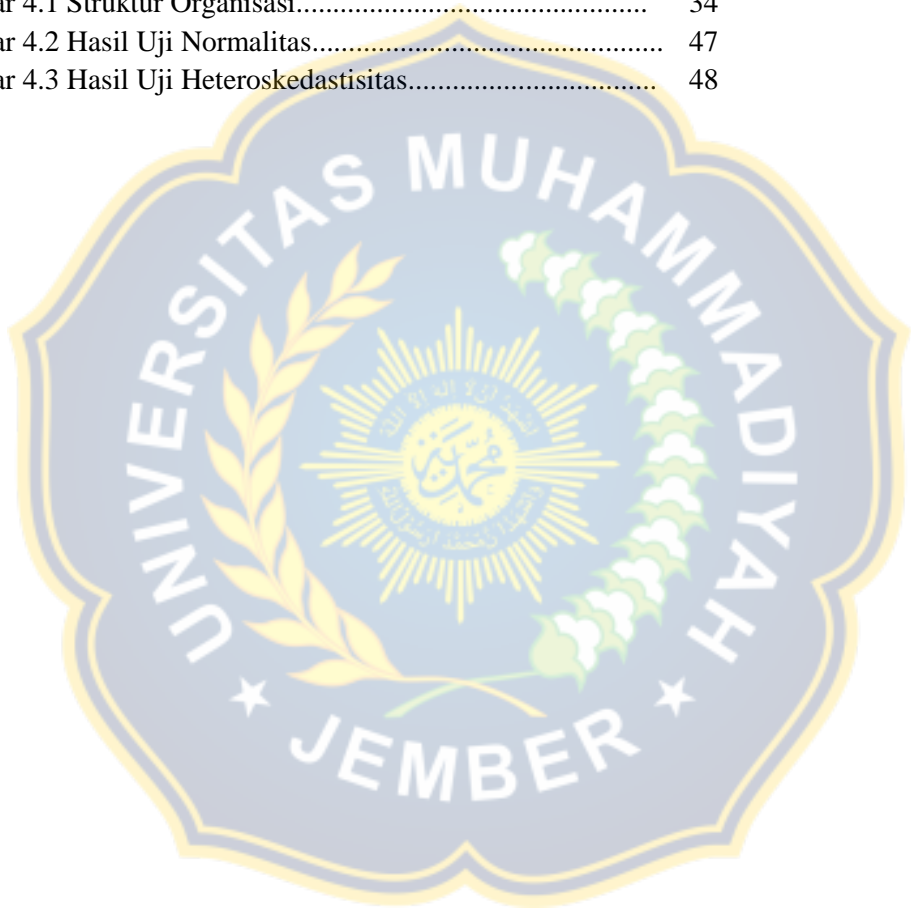 ar 4.1 Struktur Organisasi............................................... 34
ar 4.2 Hasil Uji Normalitas............................................... 47
ar 4.3 Hasil Uji Heteroskedastisitas.................................. 48
UNIVERSITAS MUHAMMADIYAH
محمد
JEMBER